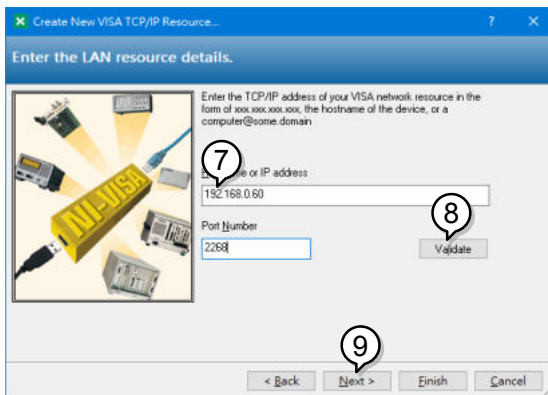 Create New VISA TCP/IP Resource...
Enter the LAN resource details.
Enter the TCP/IP address of your VISA network resource in the
form of xxx.xxx.xxx.xxx, the hostname of the device, or a
computer@some.domain
7
or IP address
192.168.0.60
8
Port Number
2268
Validate
NI-VISA
9
< Back
Next >
Finish
Cancel